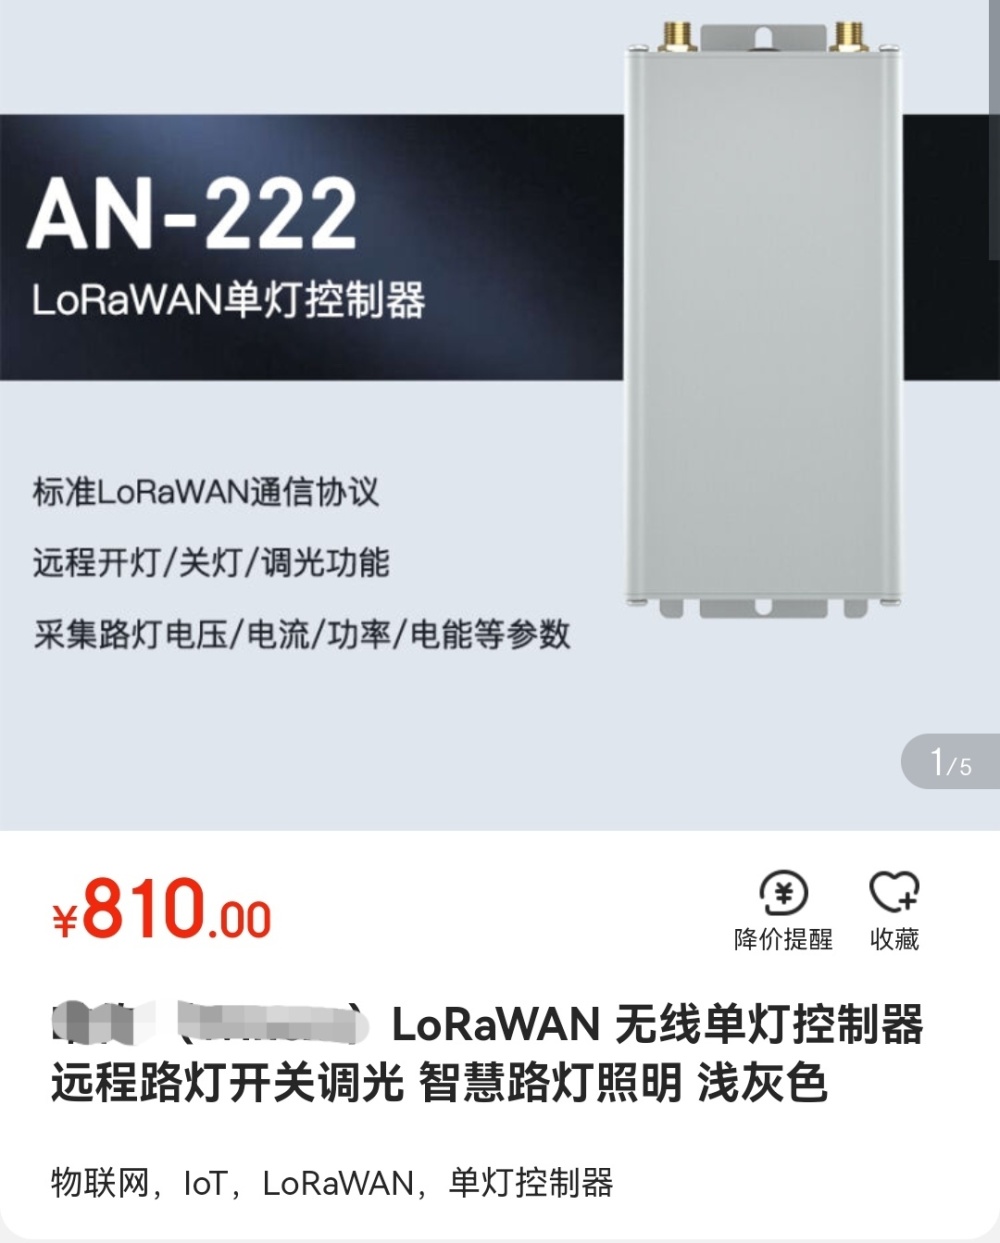 AN-222
LoRaWAN单灯控制器
标准LoRaWAN通信协议
远程开灯/关灯/调光功能
采集路灯电压/电流/功率/电能等参数
1/5
¥810.00
降价提醒
收藏
LoRaWAN 无线单灯控制器
远程路灯开关调光 智慧路灯照明 浅灰色
物联网，IoT，LoRaWAN，单灯控制器